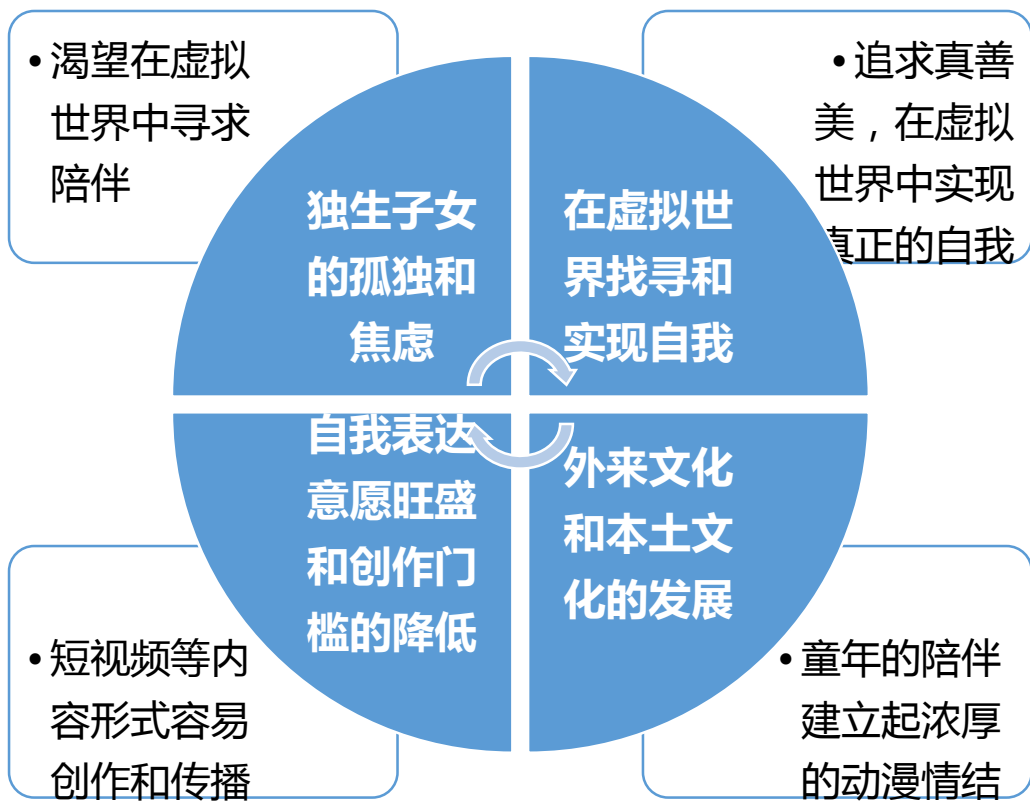 • 渴望在虚拟
世界中寻求
陪伴
• 追求真善
美，在虚拟
世界中实现
真正的自我
独生子女
的孤独和
焦虑
在虚拟世
界找寻和
实现自我
自我表达
意愿旺盛
和创作门
槛的降低
外来文化
和本土文
化的发展
• 短视频等内
容形式容易
创作和传播
• 童年的陪伴
建立起浓厚
的动漫情结